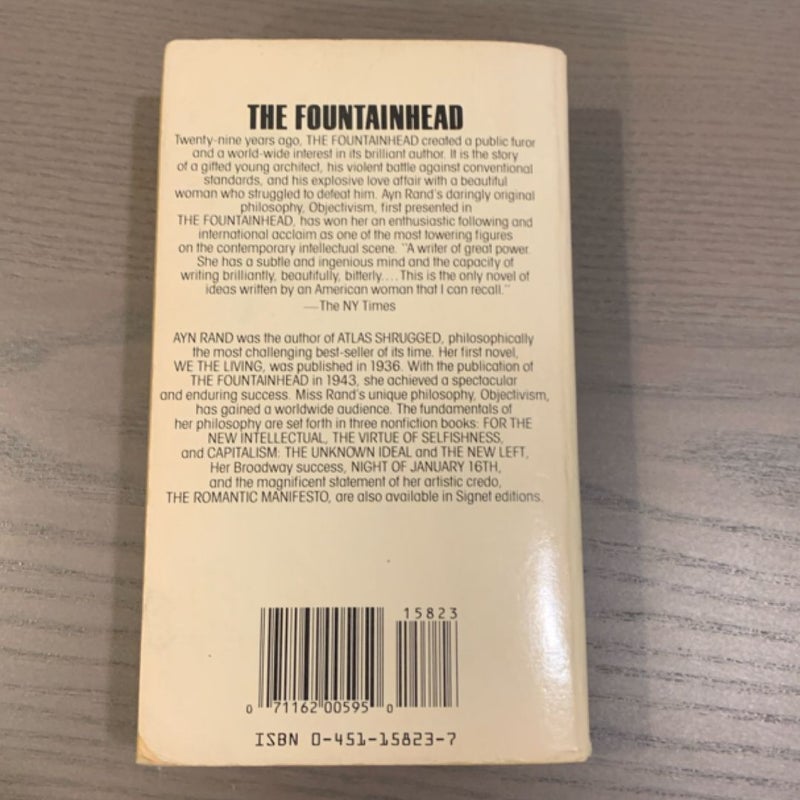 THE FOUNTAINHEAD
Twenty-nine years ago, THE FOUNTAINHEAD created a public furor
and a world-wide interest in its brilliant author. It is the story
of a gifted young architect, his violent battle against conventional
standards, and his explosive love affair with a beautiful
woman who struggled to defeat him. Ayn Rand's daringly original
philosophy, Objectivism, first presented in
THE FOUNTAINHEAD, has won her an enthusiastic following and
international acclaim as one of the most towering figures
on the contemporary intellectual scene. "A writer of great power.
She has a subtle and ingenious mind and the capacity of
writing brilliantly, beautifully, bitterly.... This is the only novel of
ideas written by an American woman that I can recall."
—The NY Times
AYN RAND was the author of ATLAS SHRUGGED, philosophically
the most challenging best-seller of its time. Her first novel,
WE THE LIVING, was published in 1936. With the publication of
THE FOUNTAINHEAD in 1943, she achieved a spectacular
and enduring success. Miss Rand's unique philosophy, Objectivism,
has gained a worldwide audience. The fundamentals of
her philosophy are set forth in three nonfiction books: FOR THE
NEW INTELLECTUAL, THE VIRTUE OF SELFISHNESS,
and CAPITALISM: THE UNKNOWN IDEAL and THE NEW LEFT,
Her Broadway success, NIGHT OF JANUARY 16TH,
and the magnificent statement of her artistic credo,
THE ROMANTIC MANIFESTO, are also available in Signet editions.
15823
0 71162 00595 0
ISBN 0-451-15823-7